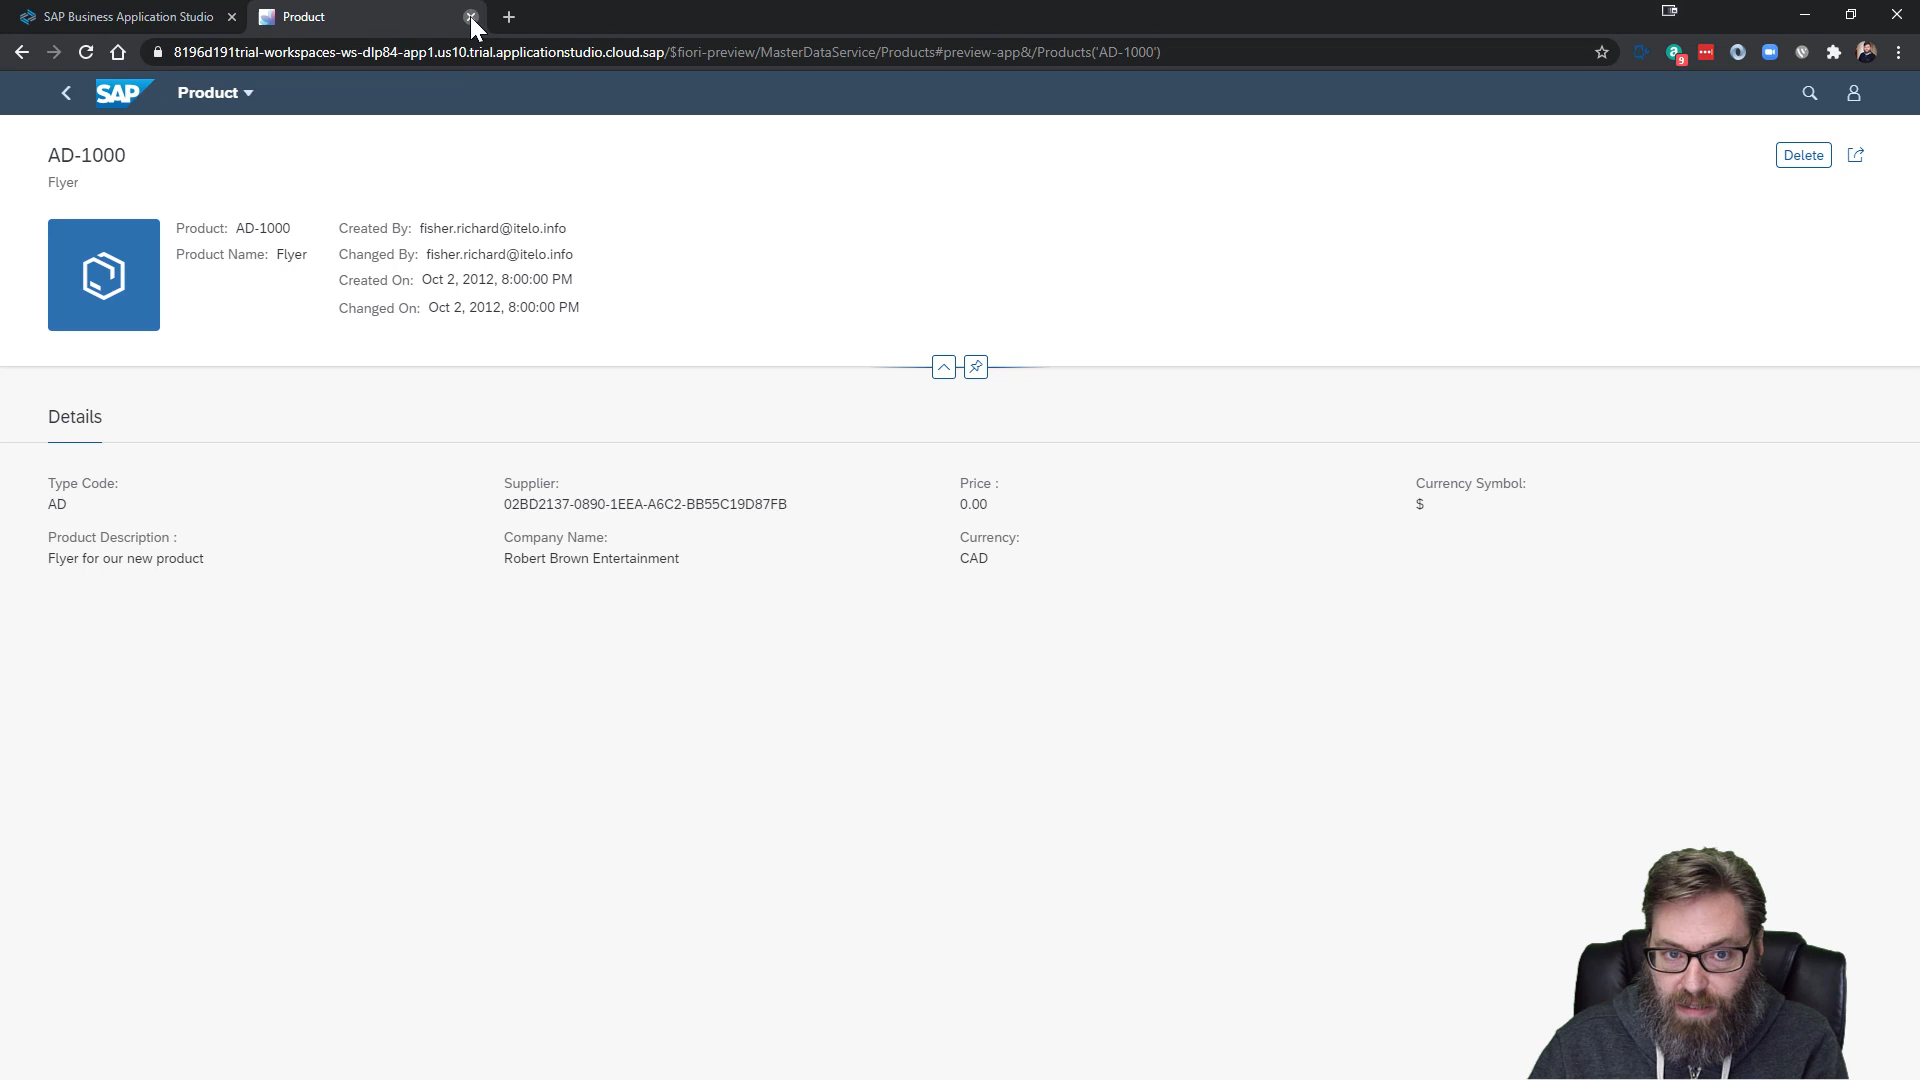 SAP Business Application Studio
Product
8196d191trial-workspaces-ws-dlp84-app1.us10.trial.applicationstudio.cloud.sap/$fiori-preview/MasterDataService/Products#preview-app&/Products('AD-1000')
9
SAP Product
AD-1000
Delete
Flyer
Product: AD-1000
Product Name: Flyer
Created By: fisher.richard@itelo.info
Changed By: fisher.richard@itelo.info
Created On: Oct 2, 2012, 8:00:00 PM
Changed On: Oct 2, 2012, 8:00:00 PM
Details
Type Code:
AD
Product Description :
Flyer for our new product
Supplier:
02BD2137-0890-1EEA-A6C2-BB55C19D87FB
Company Name:
Robert Brown Entertainment
Price :
0.00
Currency:
CAD
Currency Symbol:
$